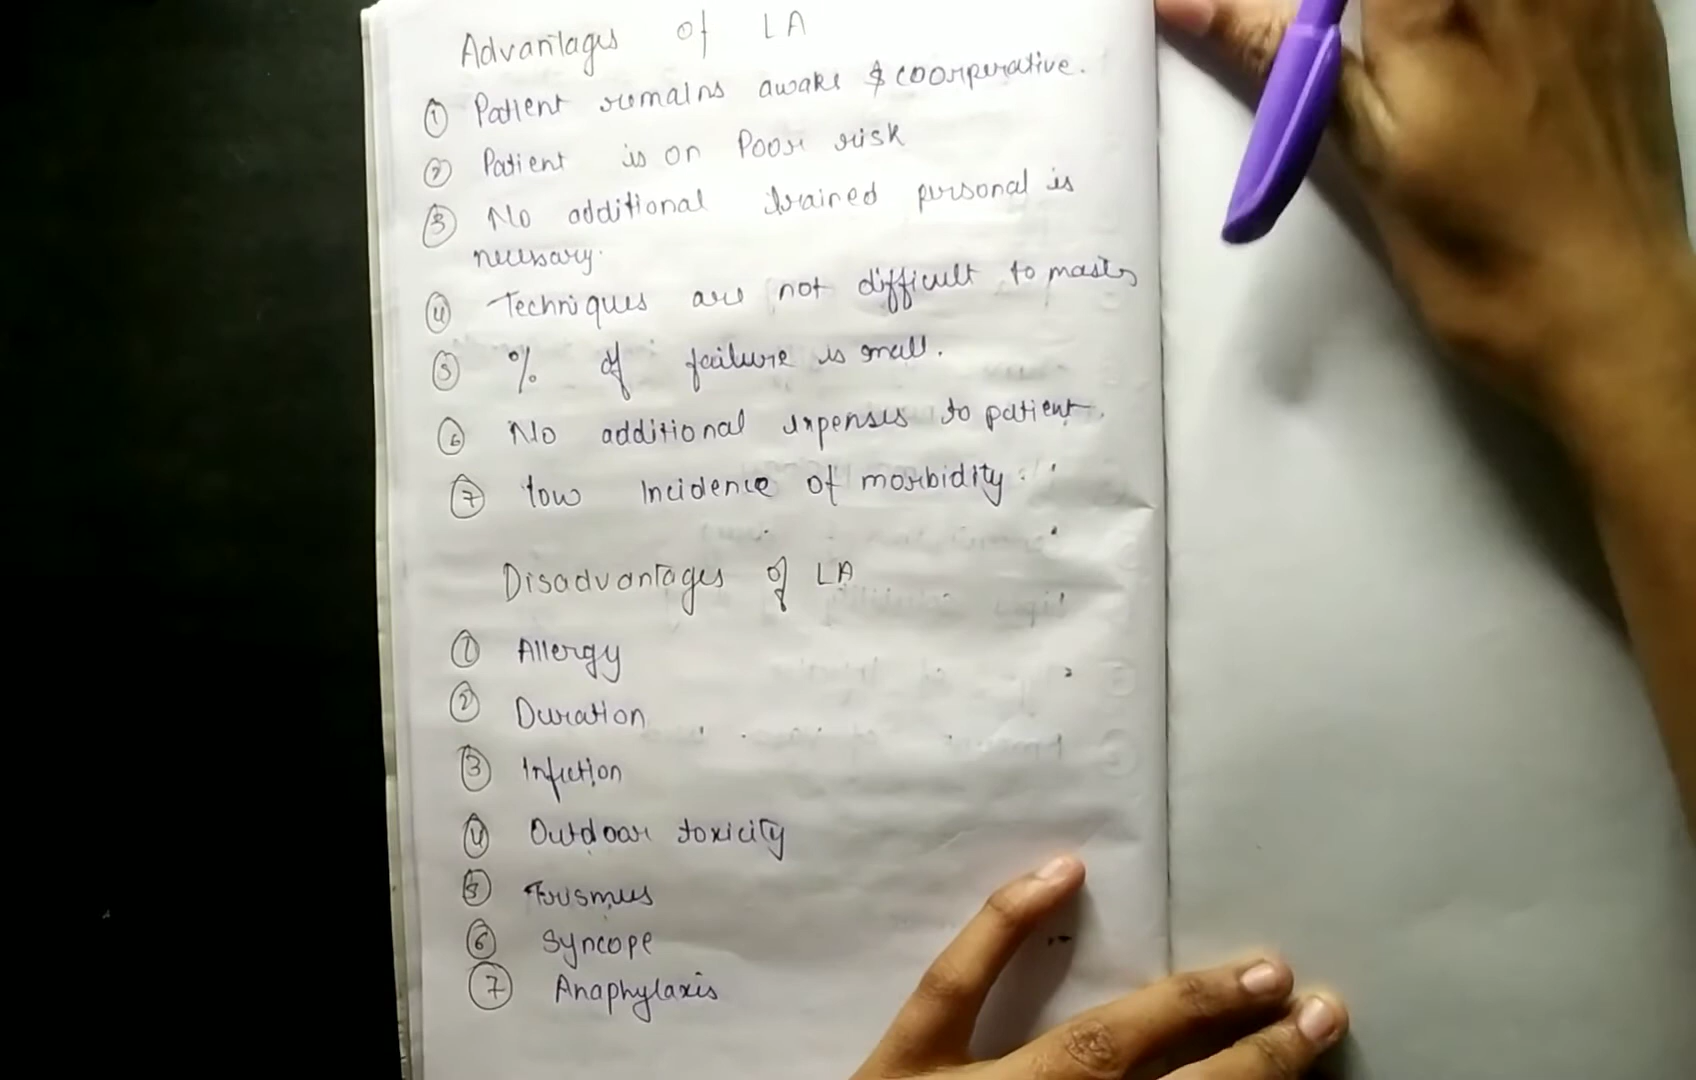 Advantages of LA
① Patient remains awake & coorperative.
② Patient is on Poor risk
③ No additional trained personal is
necessary.
④ Techniques are not difficult to master
⑤ % of failure is small.
⑥ No additional expenses to patient.
⑦ low Incidence of morbidity.
Disadvantages of LA
① Allergy
② Duration
③ Infection
④ Outdoar toxicity
⑤ Trismus
⑥ Syncope
⑦ Anaphylaxis